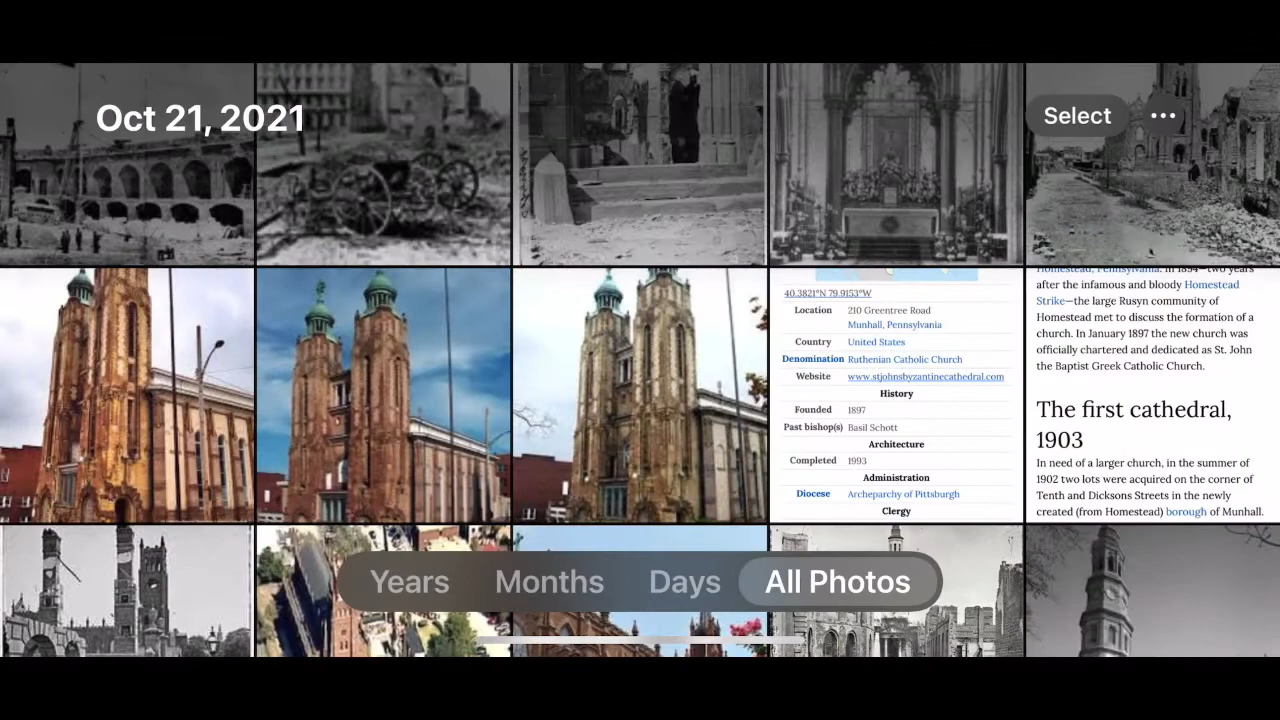 Oct 21, 2021
Select
40.3821°N 79.9153°W
Location 210 Greentree Road
Munhall, Pennsylvania
Country United States
Denomination Ruthenian Catholic Church
Website www.stjohnsbyzantinecathedral.com
History
Founded 1897
Past bishop(s) Basil Schott
Architecture
Completed 1993
Administration
Diocese Archeparchy of Pittsburgh
Clergy
Homestead, Pennsylvania. In 1894—two years
after the infamous and bloody Homestead
Strike—the large Rusyn community of
Homestead met to discuss the formation of a
church. In January 1897 the new church was
officially chartered and dedicated as St. John
the Baptist Greek Catholic Church.
The first cathedral,
1903
In need of a larger church, in the summer of
1902 two lots were acquired on the corner of
Tenth and Dicksons Streets in the newly
created (from Homestead) borough of Munhall.
Years Months Days All Photos